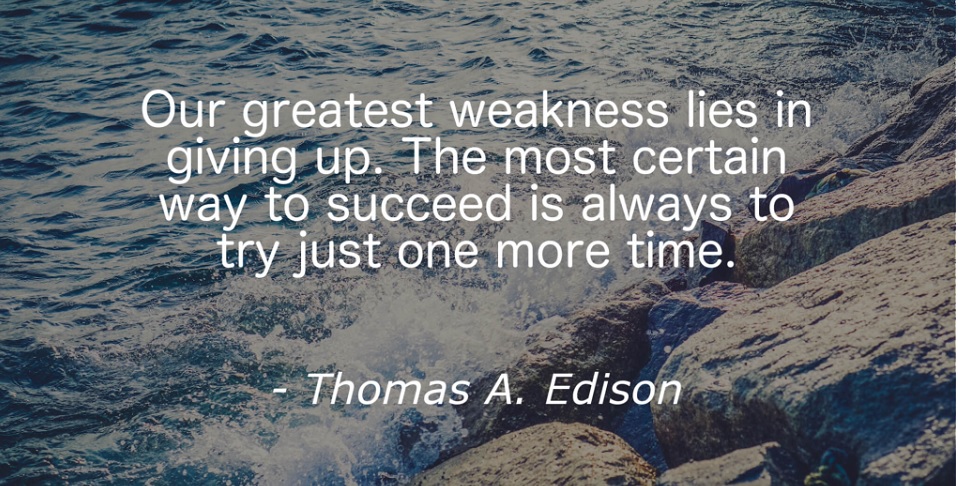 Our greatest weakness lies in
giving up. The most certain
way to succeed is always to
try just one more time.
- Thomas A. Edison